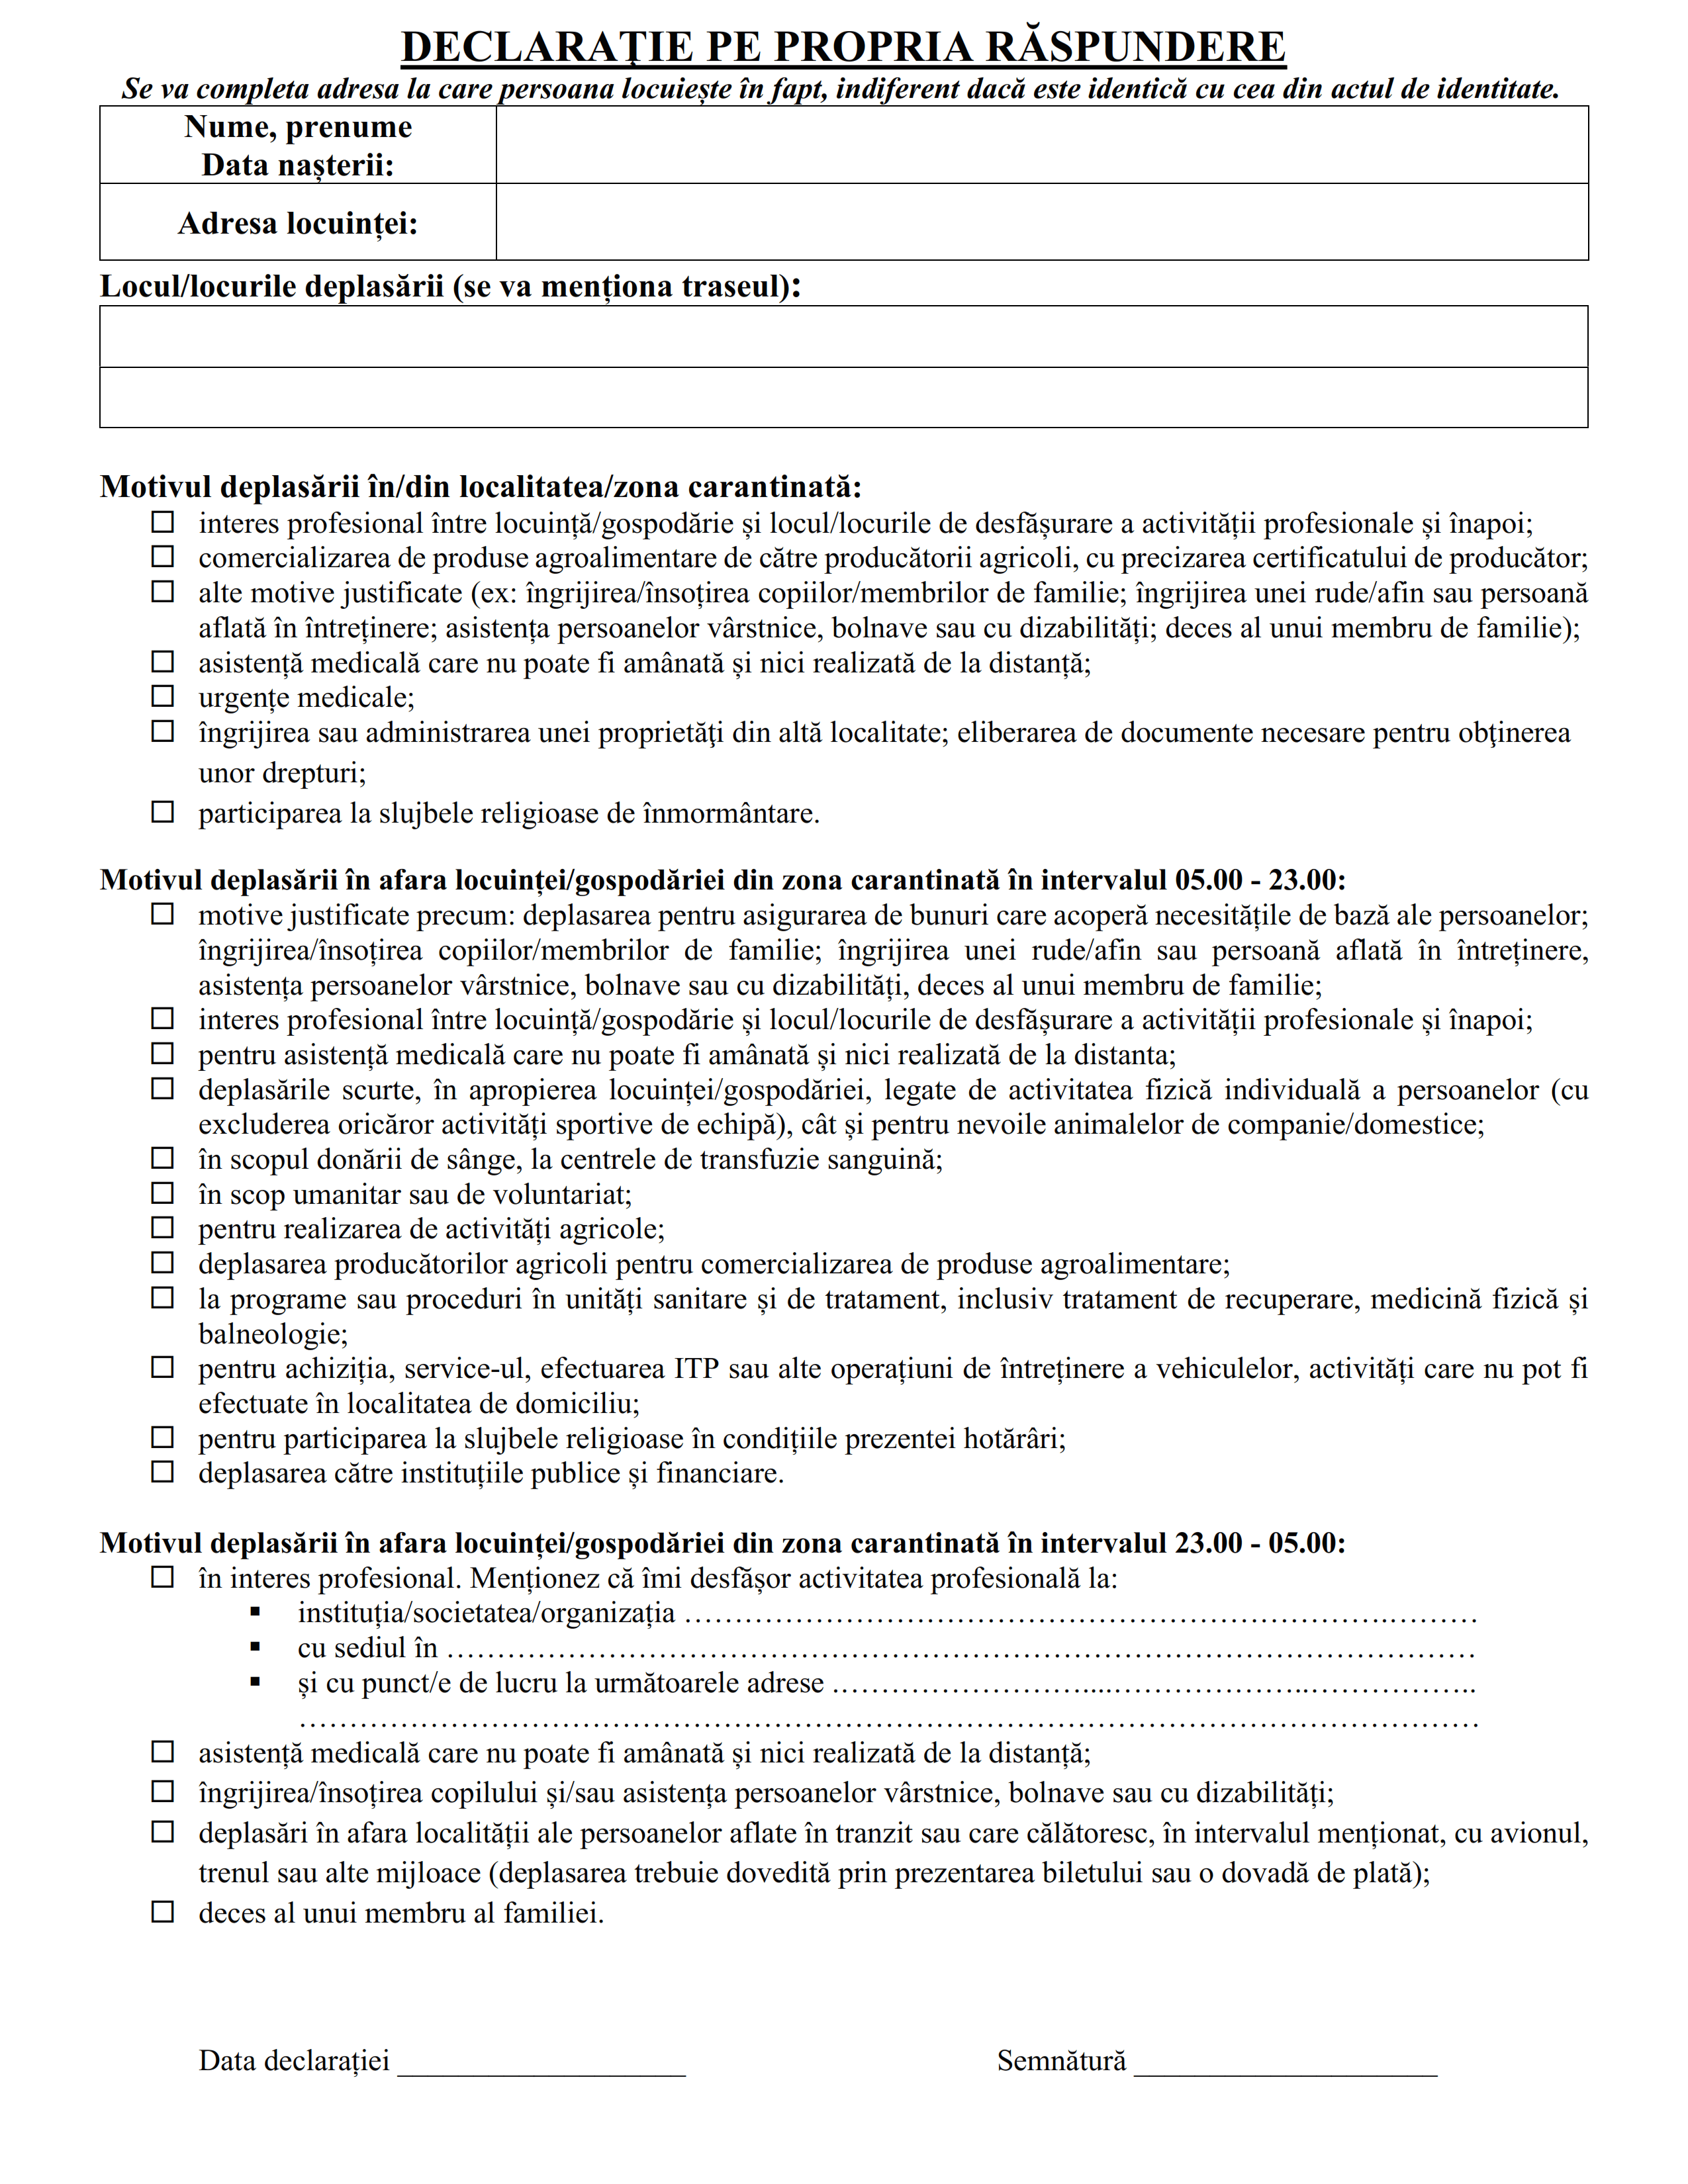 DECLARAȚIE PE PROPRIA RĂSPUNDERE
Se va completa adresa la care persoana locuiește în fapt, indiferent dacă este identică cu cea din actul de identitate.
Nume, prenume
Data nașterii:
Adresa locuinței:
Locul/locurile deplasării (se va menționa traseul):
Motivul deplasării în/din localitatea/zona carantinată:
☐ interes profesional între locuință/gospodărie și locul/locurile de desfășurare a activității profesionale și înapoi;
☐ comercializarea de produse agroalimentare de către producătorii agricoli, cu precizarea certificatului de producător;
☐ alte motive justificate (ex: îngrijirea/însoțirea copiilor/membrilor de familie; îngrijirea unei rude/afin sau persoană
aflată în întreținere; asistența persoanelor vârstnice, bolnave sau cu dizabilități; deces al unui membru de familie);
☐ asistență medicală care nu poate fi amânată și nici realizată de la distanță;
☐ urgențe medicale;
☐ îngrijirea sau administrarea unei proprietăţi din altă localitate; eliberarea de documente necesare pentru obţinerea
unor drepturi;
☐ participarea la slujbele religioase de înmormântare.
Motivul deplasării în afara locuinței/gospodăriei din zona carantinată în intervalul 05.00 - 23.00:
☐ motive justificate precum: deplasarea pentru asigurarea de bunuri care acoperă necesitățile de bază ale persoanelor;
îngrijirea/însoțirea copiilor/membrilor de familie; îngrijirea unei rude/afin sau persoană aflată în întreținere,
asistența persoanelor vârstnice, bolnave sau cu dizabilități, deces al unui membru de familie;
☐ interes profesional între locuință/gospodărie și locul/locurile de desfășurare a activității profesionale și înapoi;
☐ pentru asistență medicală care nu poate fi amânată și nici realizată de la distanta;
☐ deplasările scurte, în apropierea locuinței/gospodăriei, legate de activitatea fizică individuală a persoanelor (cu
excluderea oricăror activități sportive de echipă), cât și pentru nevoile animalelor de companie/domestice;
☐ în scopul donării de sânge, la centrele de transfuzie sanguină;
☐ în scop umanitar sau de voluntariat;
☐ pentru realizarea de activități agricole;
☐ deplasarea producătorilor agricoli pentru comercializarea de produse agroalimentare;
☐ la programe sau proceduri în unități sanitare și de tratament, inclusiv tratament de recuperare, medicină fizică și
balneologie;
☐ pentru achiziția, service-ul, efectuarea ITP sau alte operațiuni de întreținere a vehiculelor, activități care nu pot fi
efectuate în localitatea de domiciliu;
☐ pentru participarea la slujbele religioase în condițiile prezentei hotărâri;
☐ deplasarea către instituțiile publice și financiare.
Motivul deplasării în afara locuinței/gospodăriei din zona carantinată în intervalul 23.00 - 05.00:
☐ în interes profesional. Menționez că îmi desfășor activitatea profesională la:
▪ instituția/societatea/organizația ……………………………………………………………….………
▪ cu sediul în …………………………………………………………………………………………
▪ și cu punct/e de lucru la următoarele adrese .……………………....………………..……………..
……………………………………………………………………………………………………………
☐ asistență medicală care nu poate fi amânată și nici realizată de la distanță;
☐ îngrijirea/însoțirea copilului și/sau asistența persoanelor vârstnice, bolnave sau cu dizabilități;
☐ deplasări în afara localității ale persoanelor aflate în tranzit sau care călătoresc, în intervalul menționat, cu avionul,
trenul sau alte mijloace (deplasarea trebuie dovedită prin prezentarea biletului sau o dovadă de plată);
☐ deces al unui membru al familiei.
Data declarației ___________________ Semnătură ____________________